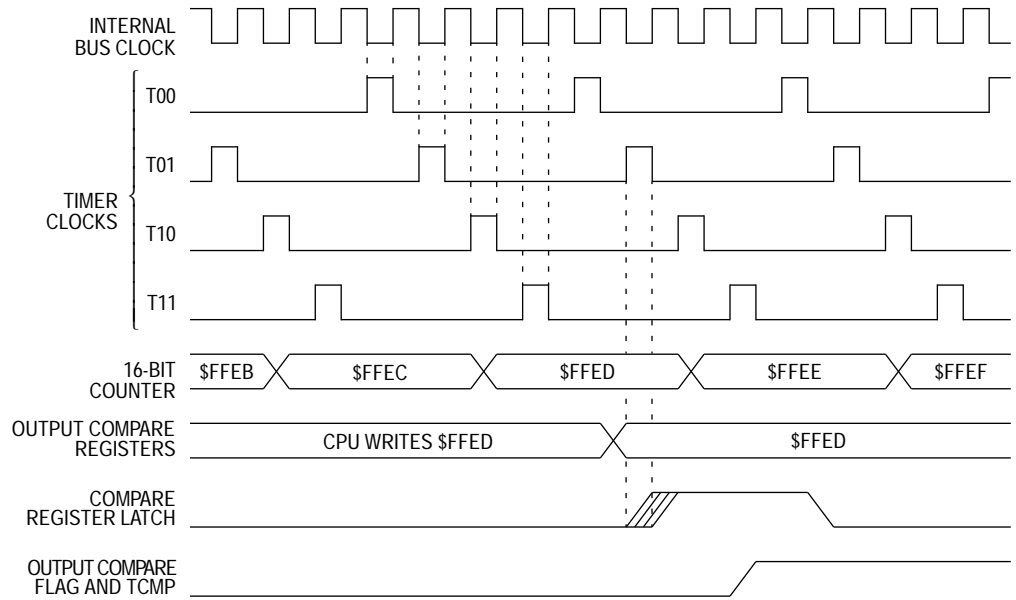 INTERNAL
BUS CLOCK
T00
T01
TIMER
CLOCKS
T10
T11
16-BIT
COUNTER
$FFEB
$FFEC
$FFED
$FFEE
$FFEF
OUTPUT COMPARE
REGISTERS
CPU WRITES $FFED
$FFED
COMPARE
REGISTER LATCH
OUTPUT COMPARE
FLAG AND TCMP